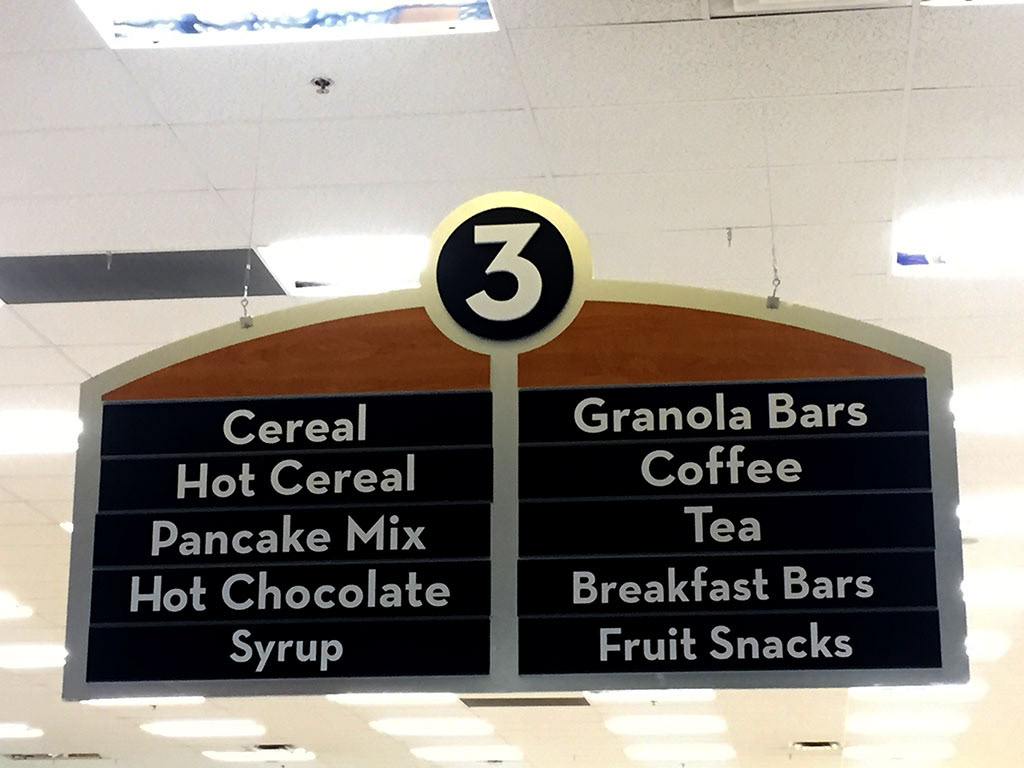 3
Cereal
Hot Cereal
Pancake Mix
Hot Chocolate
Syrup
Granola Bars
Coffee
Tea
Breakfast Bars
Fruit Snacks